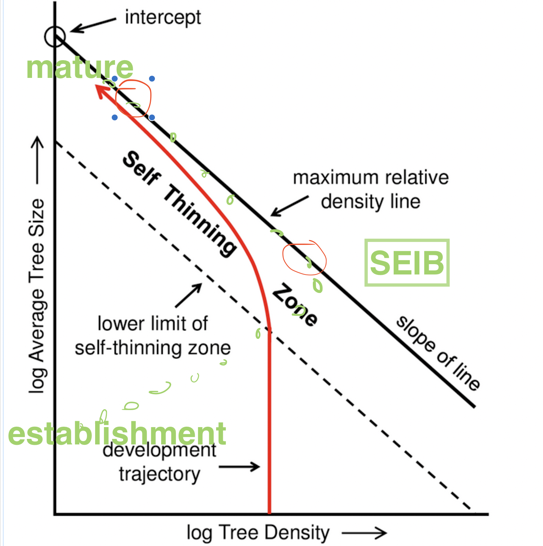 intercept
mature
Self Thinning
Zone
maximum relative
density line
SEIB
slope of line
lower limit of
self-thinning zone
establishment
development
trajectory
log Average Tree Size
log Tree Density